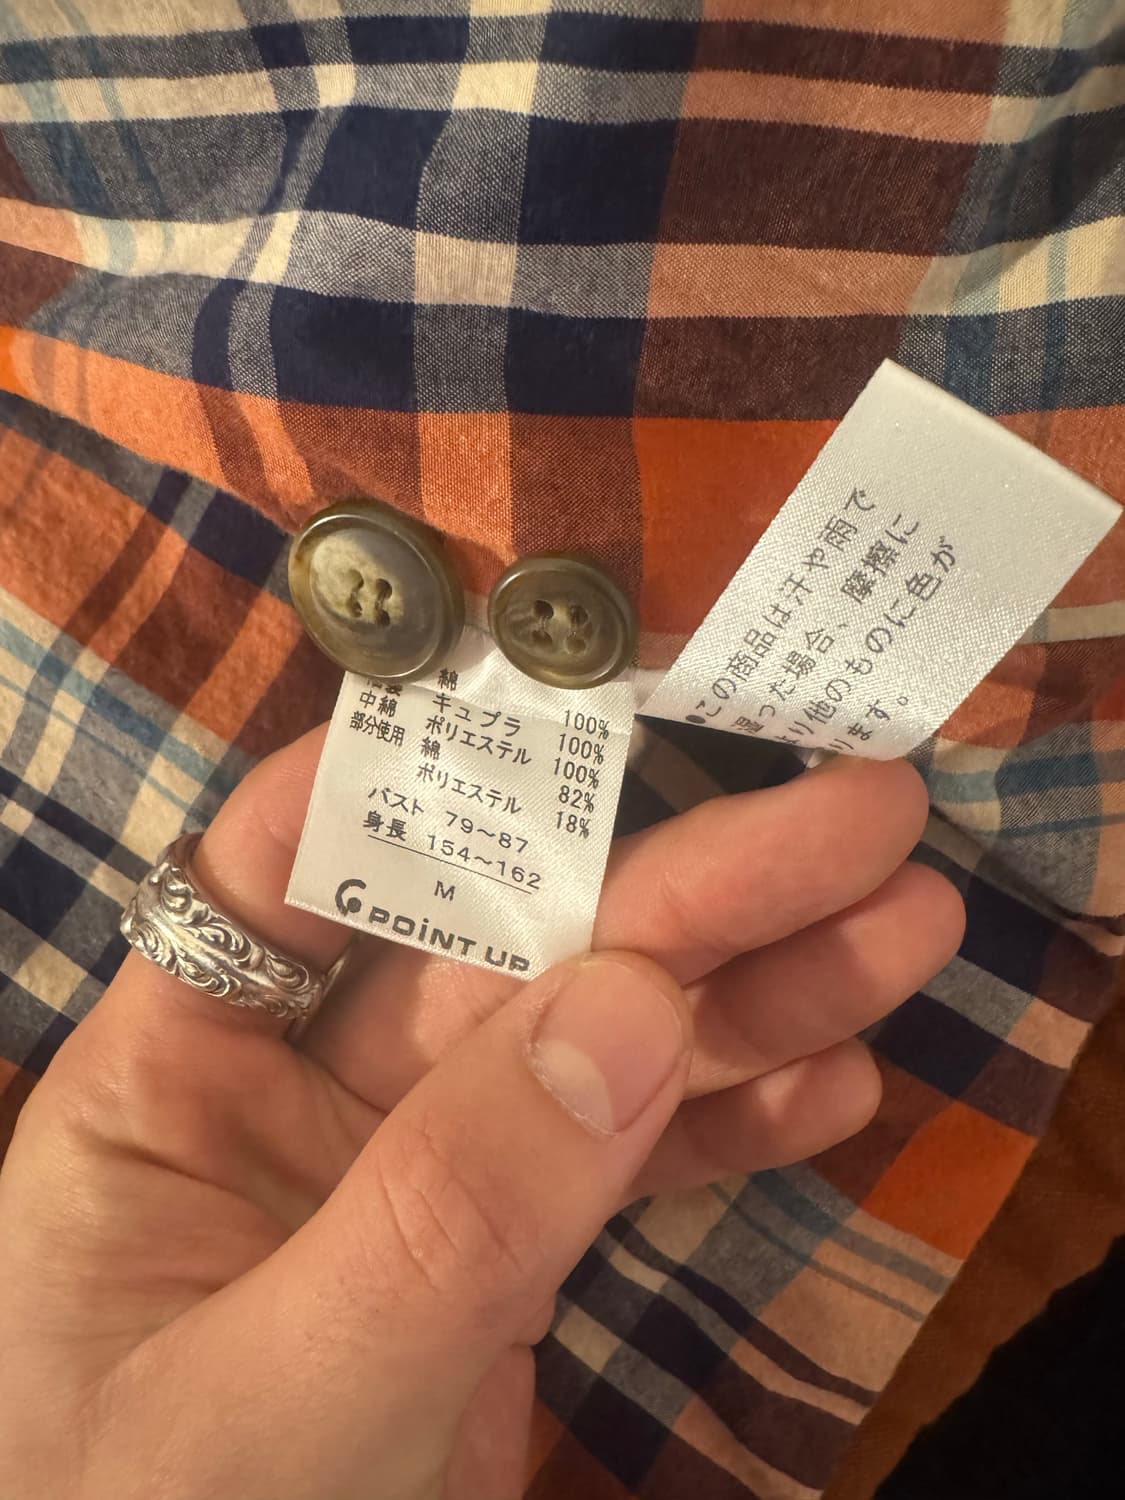 綿 100%
キュプラ 100%
中綿 ポリエステル 100%
部分使用 綿 82%
ポリエステル 18%
バスト 79～87
身長 154～162
M
POINT UP
●この商品は汗や雨で
湿った場合、摩擦に
より他のものに色が
ります。